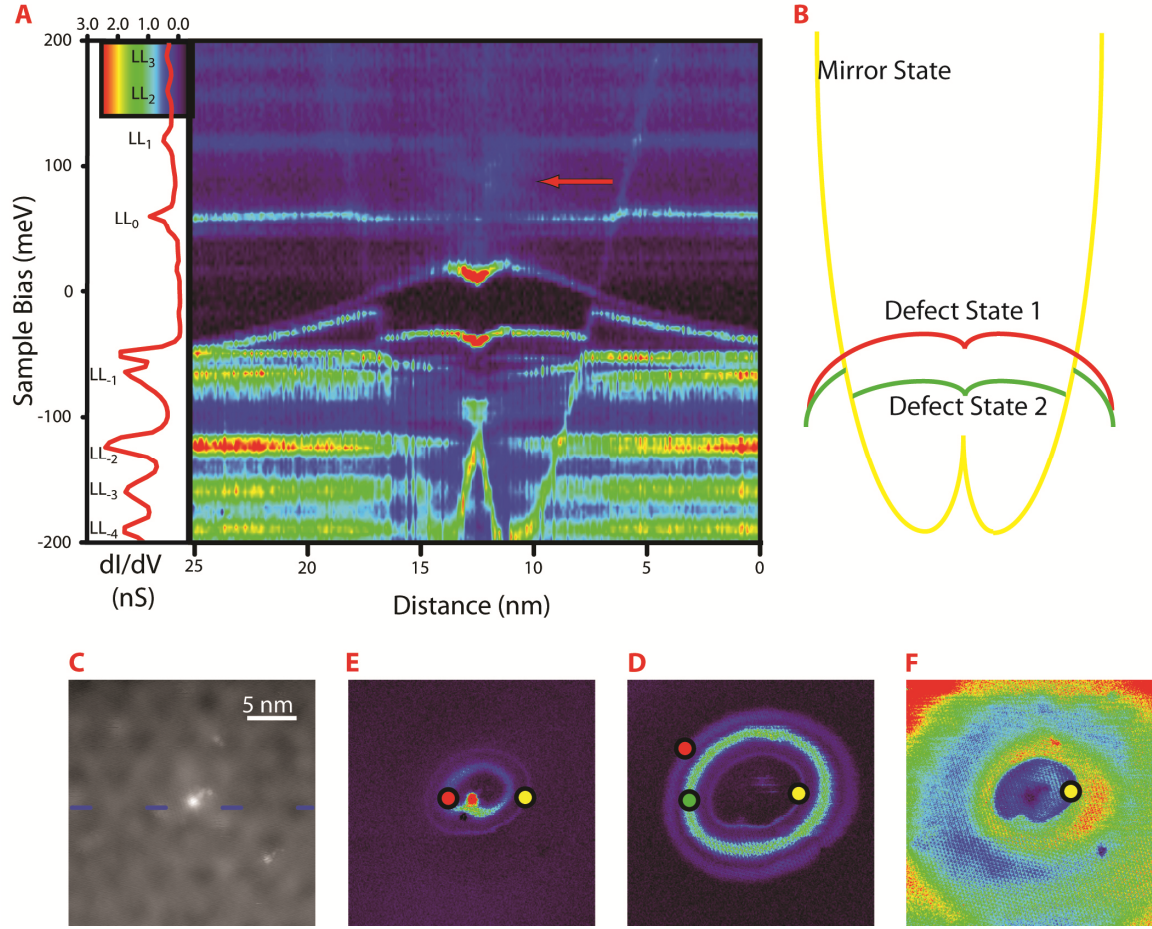 A
3.0 2.0 1.0 0.0
200
100
0
-100
-200
Sample Bias (meV)
LL3
LL2
LL1
LL0
LL-1
LL-2
LL-3
LL-4
dI/dV
(nS)
25 20 15 10 5 0
Distance (nm)
B
Mirror State
Defect State 1
Defect State 2
C
5 nm
E
D
F